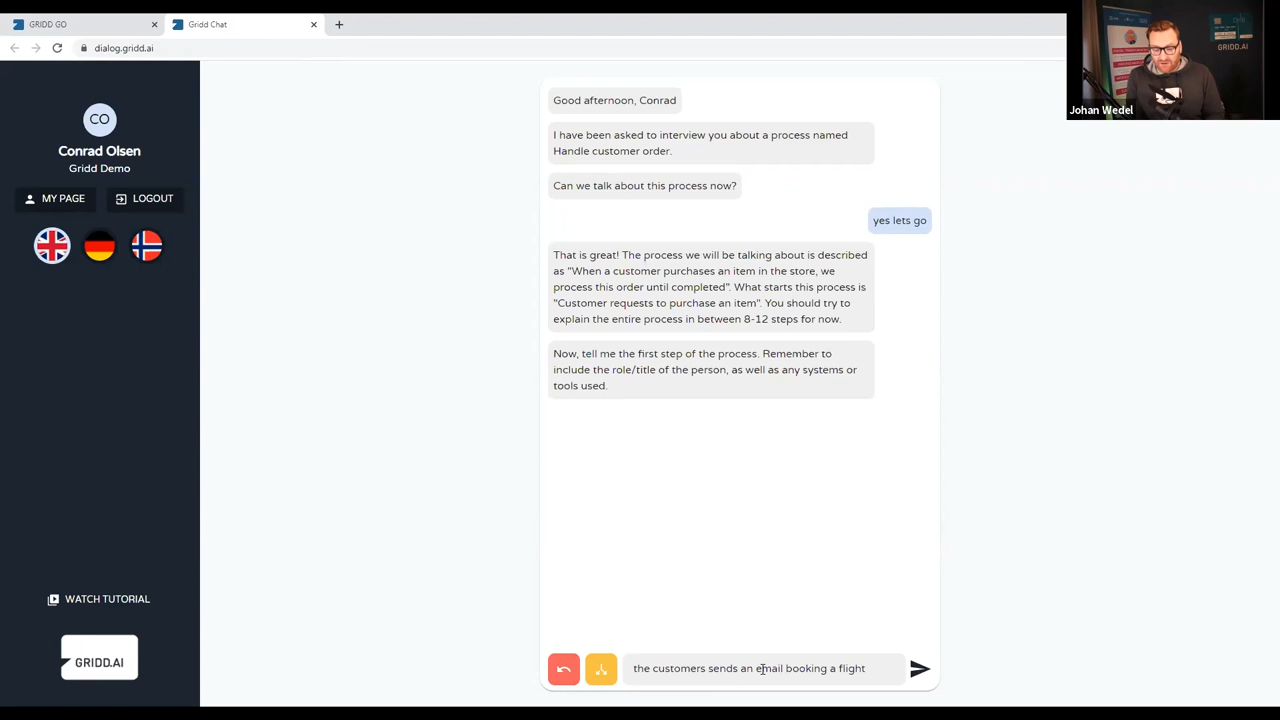 GRIDD GO
Gridd Chat
dialog.gridd.ai
GRIDD.AI
Johan Wedel
CO
Conrad Olsen
Gridd Demo
MY PAGE
LOGOUT
Good afternoon, Conrad
I have been asked to interview you about a process named
Handle customer order.
Can we talk about this process now?
yes lets go
That is great! The process we will be talking about is described
as "When a customer purchases an item in the store, we
process this order until completed". What starts this process is
"Customer requests to purchase an item". You should try to
explain the entire process in between 8-12 steps for now.
Now, tell me the first step of the process. Remember to
include the role/title of the person, as well as any systems or
tools used.
WATCH TUTORIAL
GRIDD.AI
the customers sends an email booking a flight